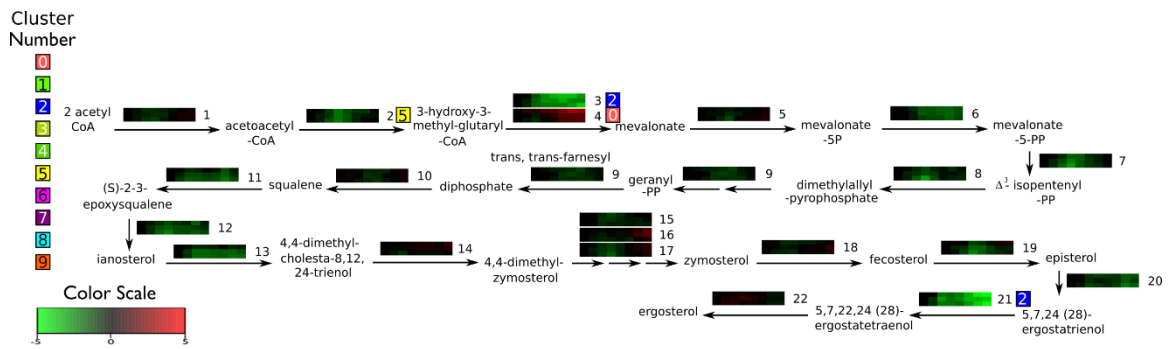 Cluster
Number
0
1
2
3
4
5
6
7
8
9
2 acetyl
CoA
1
acetoacetyl
-CoA
2
5
3-hydroxy-3-
methyl-glutaryl
-CoA
3
2
4
0
mevalonate
5
mevalonate
-5P
6
mevalonate
-5-PP
7
Δ3- isopentenyl
-PP
8
dimethylallyl
-pyrophosphate
9
geranyl
-PP
9
trans, trans-farnesyl
diphosphate
10
squalene
11
(S)-2-3-
epoxysqualene
12
ianosterol
13
4,4-dimethyl-
cholesta-8,12,
24-trienol
14
4,4-dimethyl-
zymosterol
15
16
17
zymosterol
18
fecosterol
19
episterol
20
5,7,24 (28)-
ergostatrienol
21
2
5,7,22,24 (28)-
ergostatetraenol
22
ergosterol
Color Scale
-5
0
5